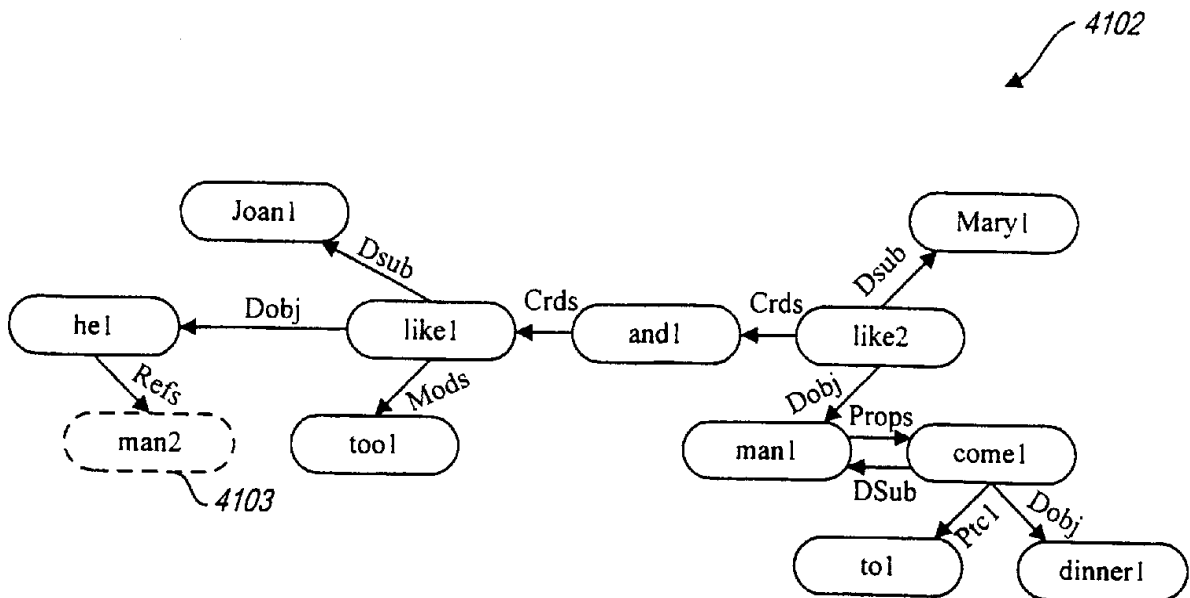 4102
Joan1
Mary1
Dsub
Dsub
he1
Dobj
like1
Crds
and1
Crds
like2
Refs
Mods
Dobj
man2
too1
man1
Props
come1
DSub
4103
Ptc1
Dobj
to1
dinner1